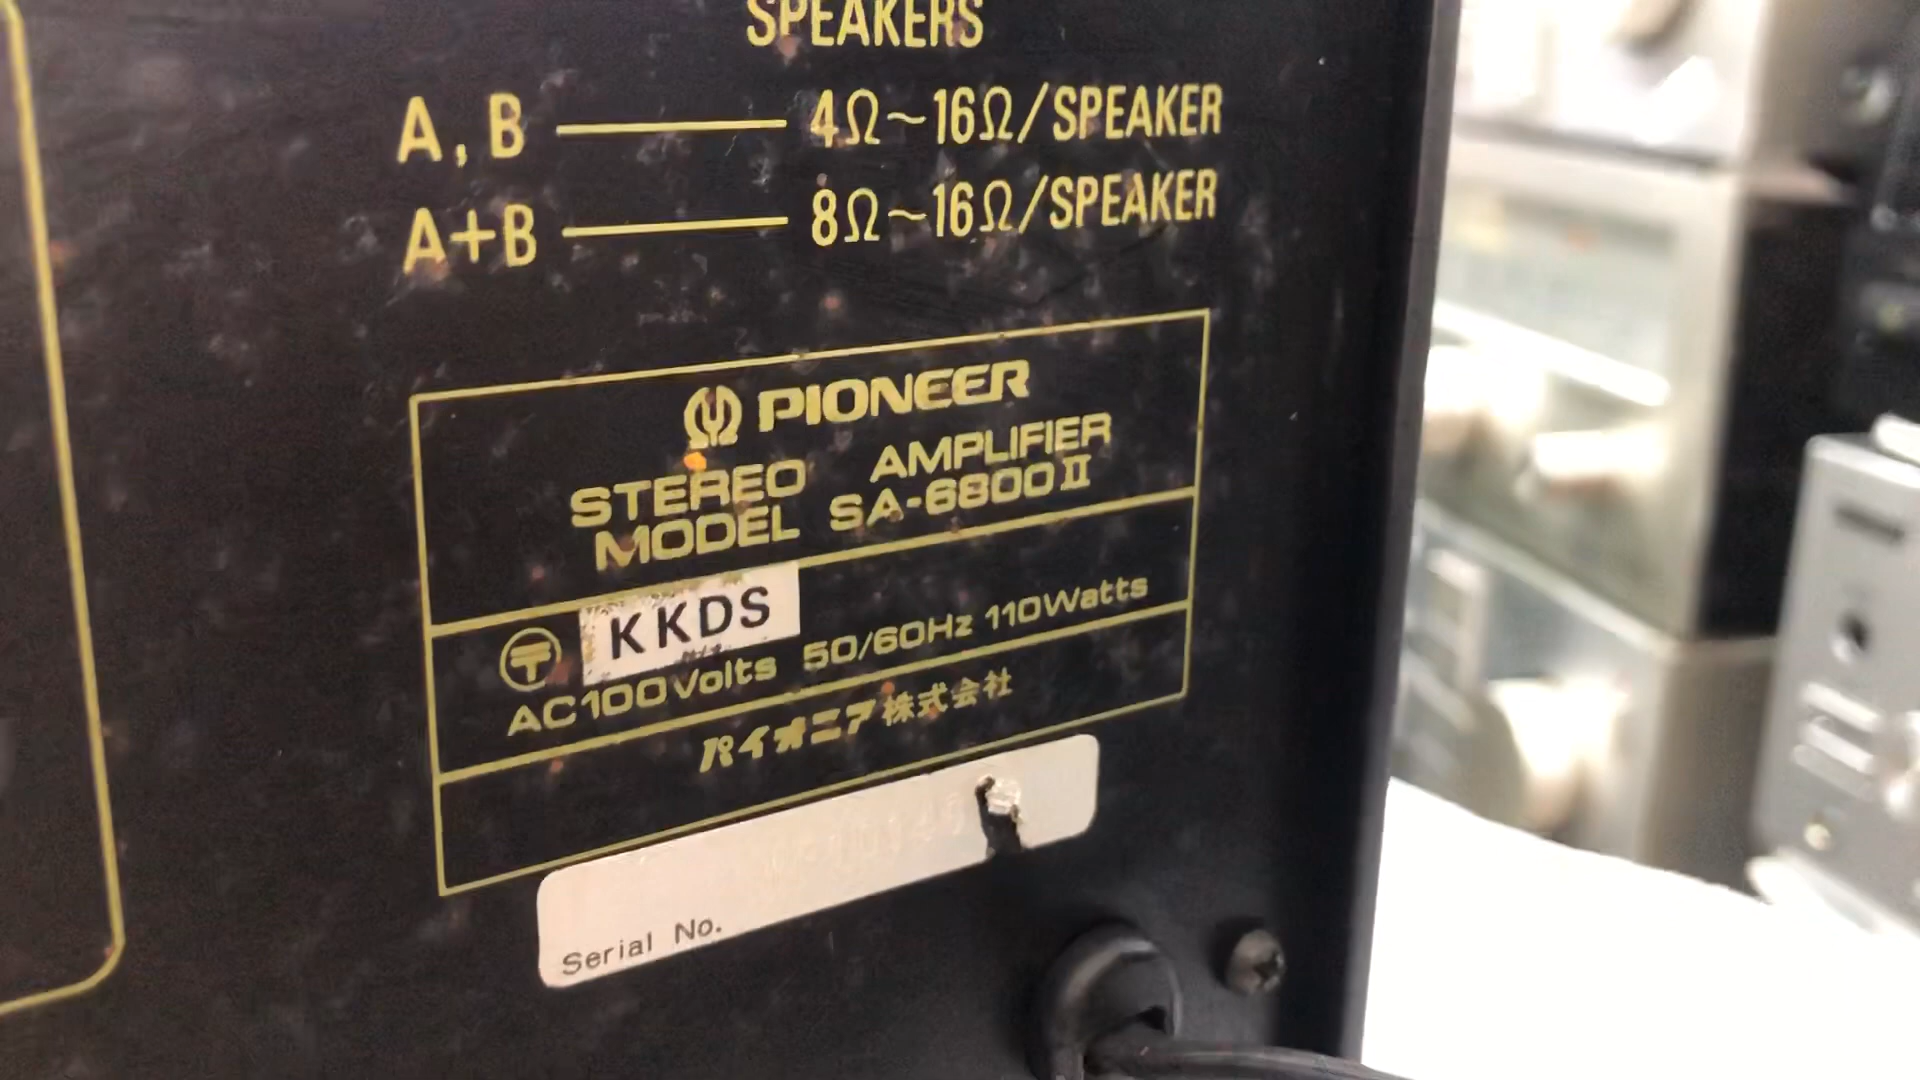 SPEAKERS
A, B 4Ω~16Ω/SPEAKER
A+B 8Ω~16Ω/SPEAKER
PIONEER
STEREO AMPLIFIER
MODEL SA-6800II
KKDS
AC100Volts 50/60Hz 110Watts
パイオニア株式会社
Serial No.